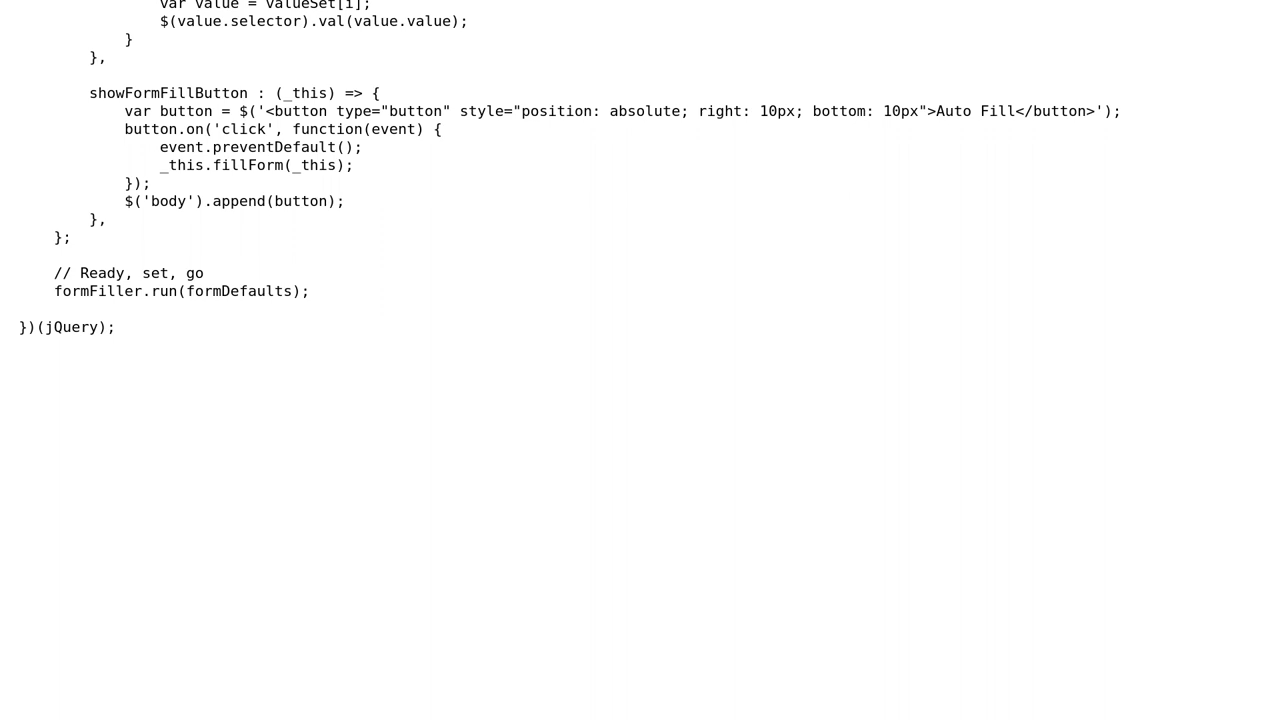 var value = valueSet[i];
$(value.selector).val(value.value);
}
},
showFormFillButton : (_this) => {
var button = $('<button type="button" style="position: absolute; right: 10px; bottom: 10px">Auto Fill</button>');
button.on('click', function(event) {
event.preventDefault();
_this.fillForm(_this);
});
$('body').append(button);
},
};
// Ready, set, go
formFiller.run(formDefaults);
})(jQuery);